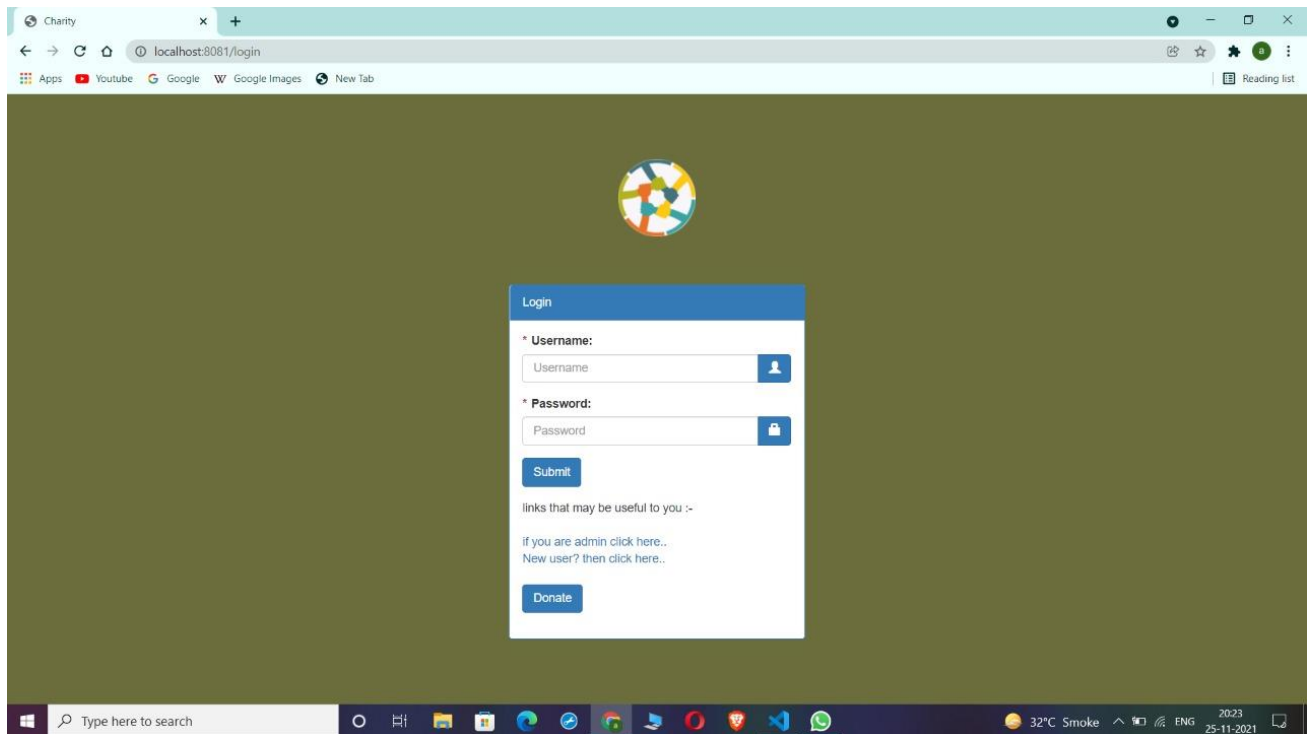 Charity
localhost:8081/login
Apps Youtube Google Google Images New Tab
Reading list
a
Login
* Username:
Username
* Password:
Password
Submit
links that may be useful to you :-
if you are admin click here..
New user? then click here..
Donate
Type here to search
32°C Smoke
ENG
20:23
25-11-2021